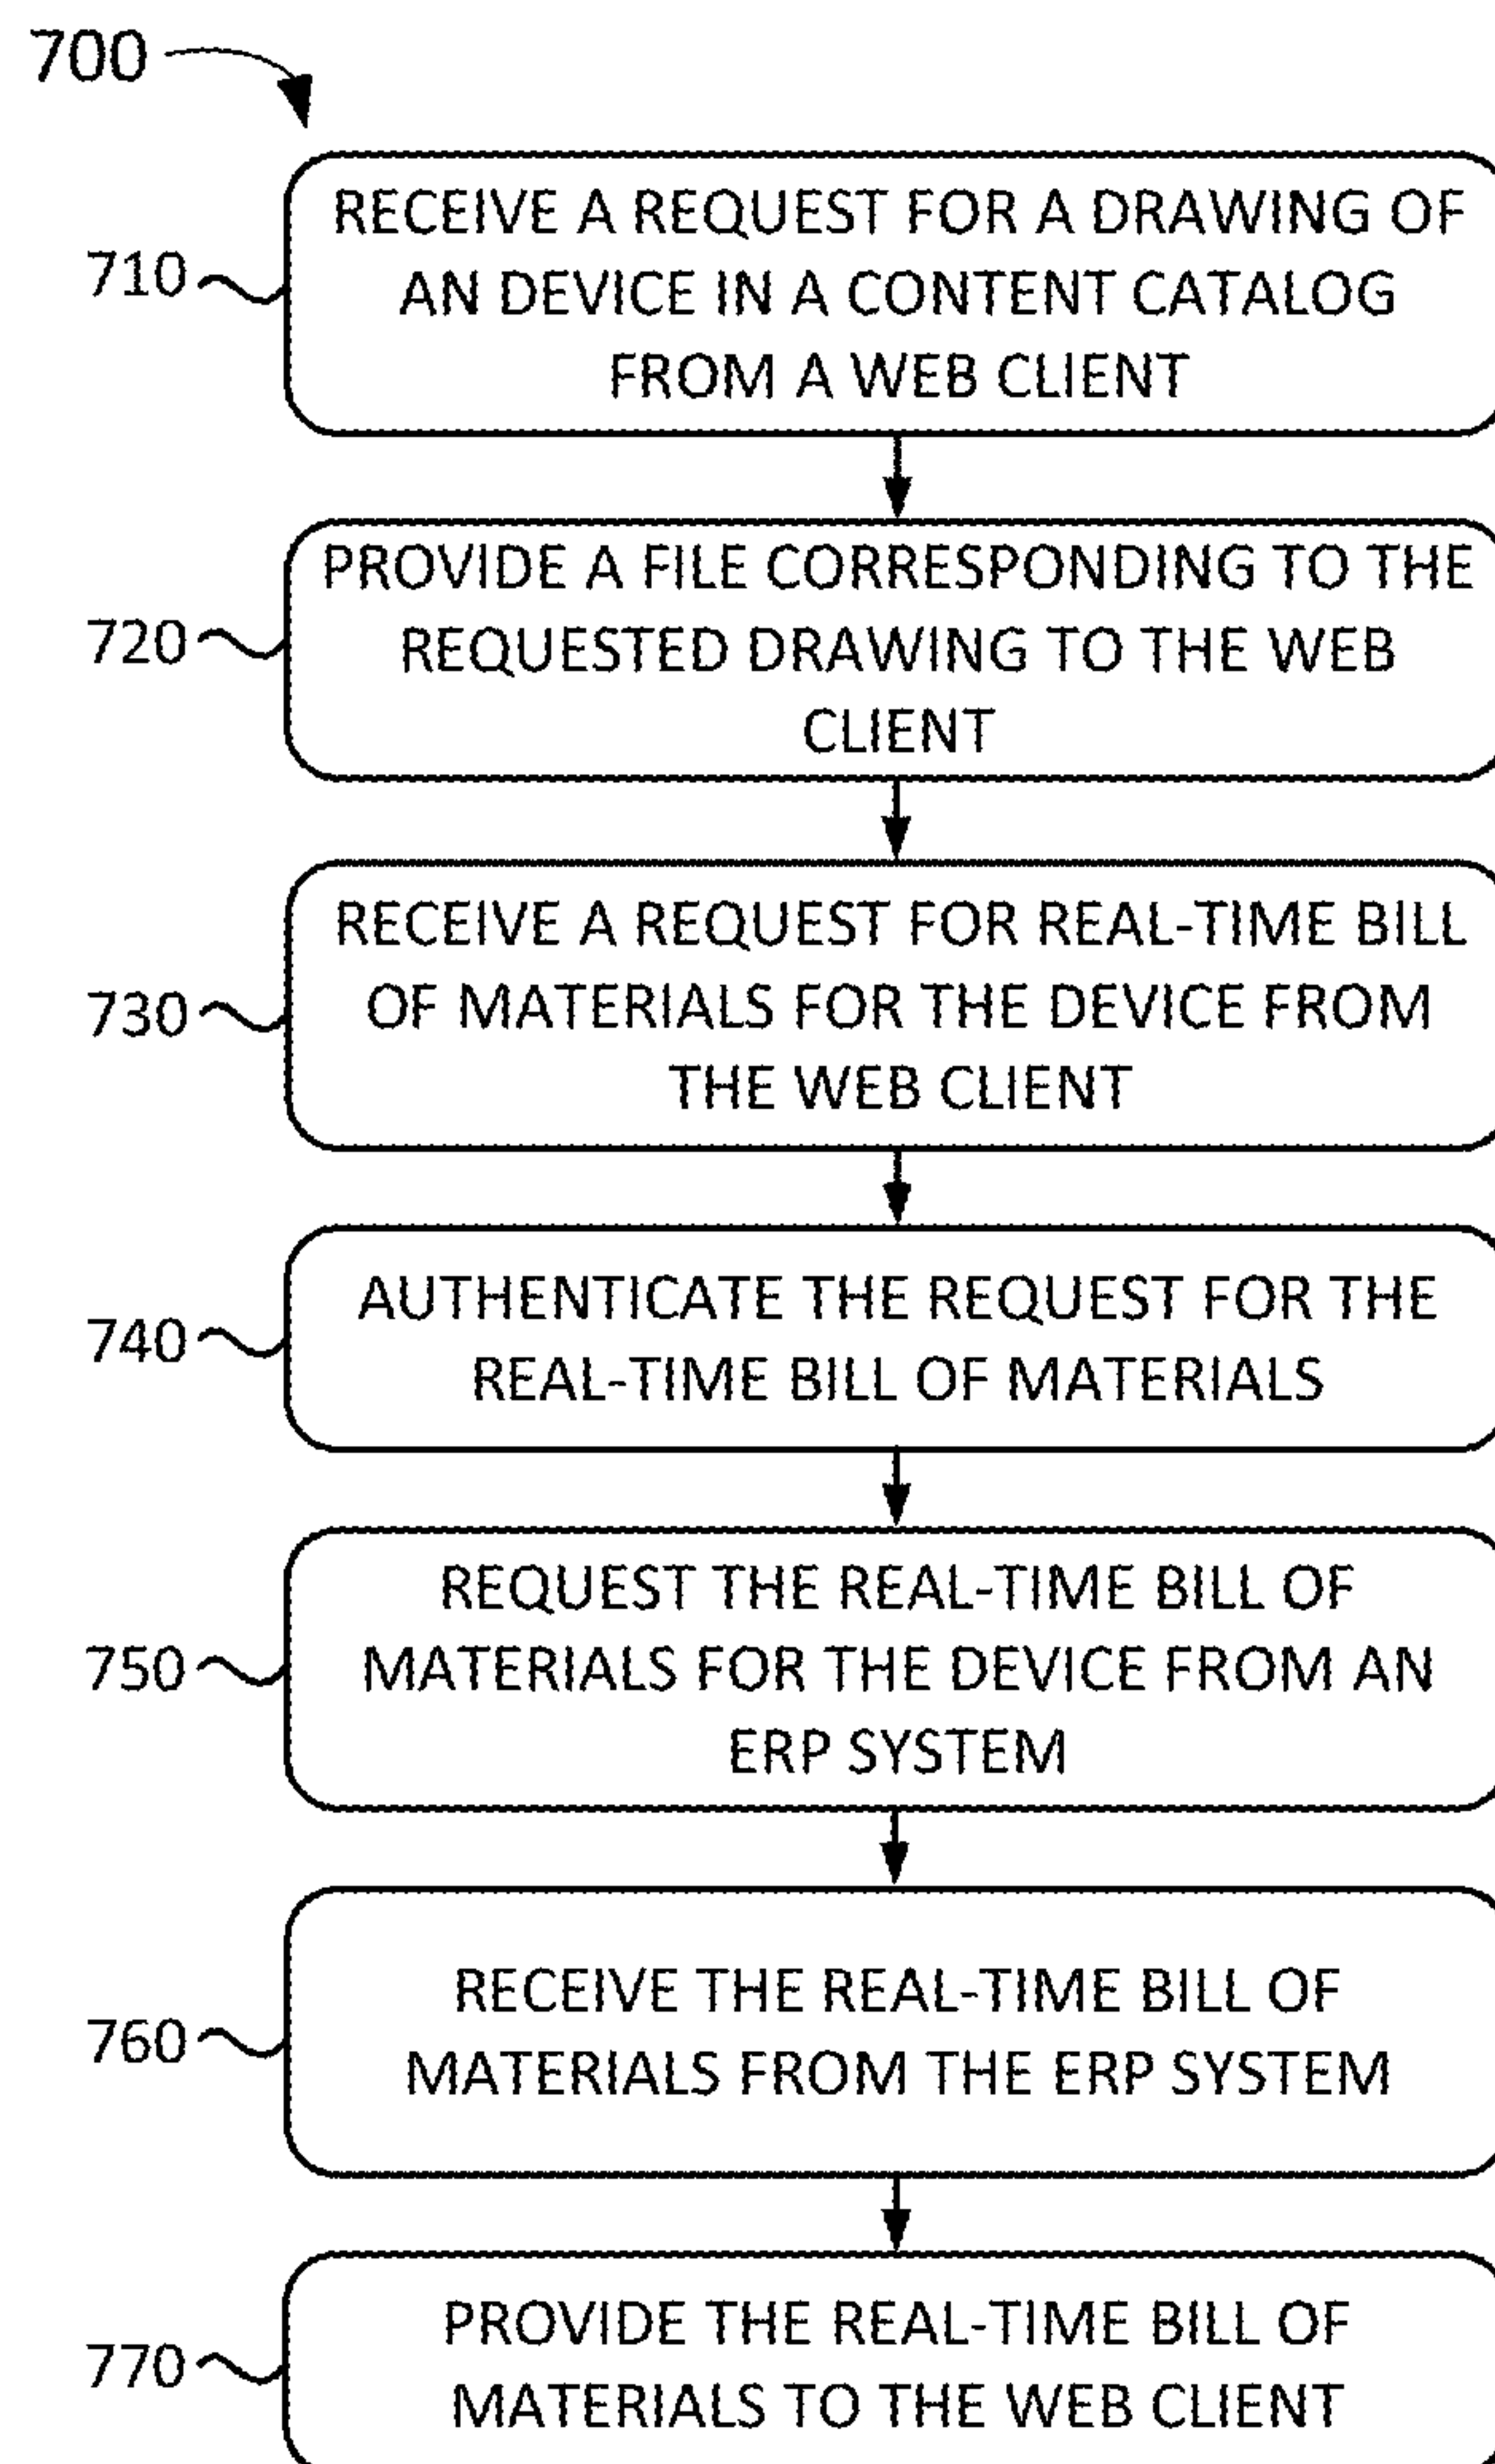 700
RECEIVE A REQUEST FOR A DRAWING OF
710
AN DEVICE IN A CONTENT CATALOG
FROM A WEB CLIENT
PROVIDE A FILE CORRESPONDING TO THE
720
REQUESTED DRAWING TO THE WEB
CLIENT
RECEIVE A REQUEST FOR REAL-TIME BILL
730
OF MATERIALS FOR THE DEVICE FROM
THE WEB CLIENT
740
AUTHENTICATE THE REQUEST FOR THE
REAL-TIME BILL OF MATERIALS
REQUEST THE REAL-TIME BILL OF
750
MATERIALS FOR THE DEVICE FROM AN
ERP SYSTEM
760
RECEIVE THE REAL-TIME BILL OF
MATERIALS FROM THE ERP SYSTEM
770
PROVIDE THE REAL-TIME BILL OF
MATERIALS TO THE WEB CLIENT